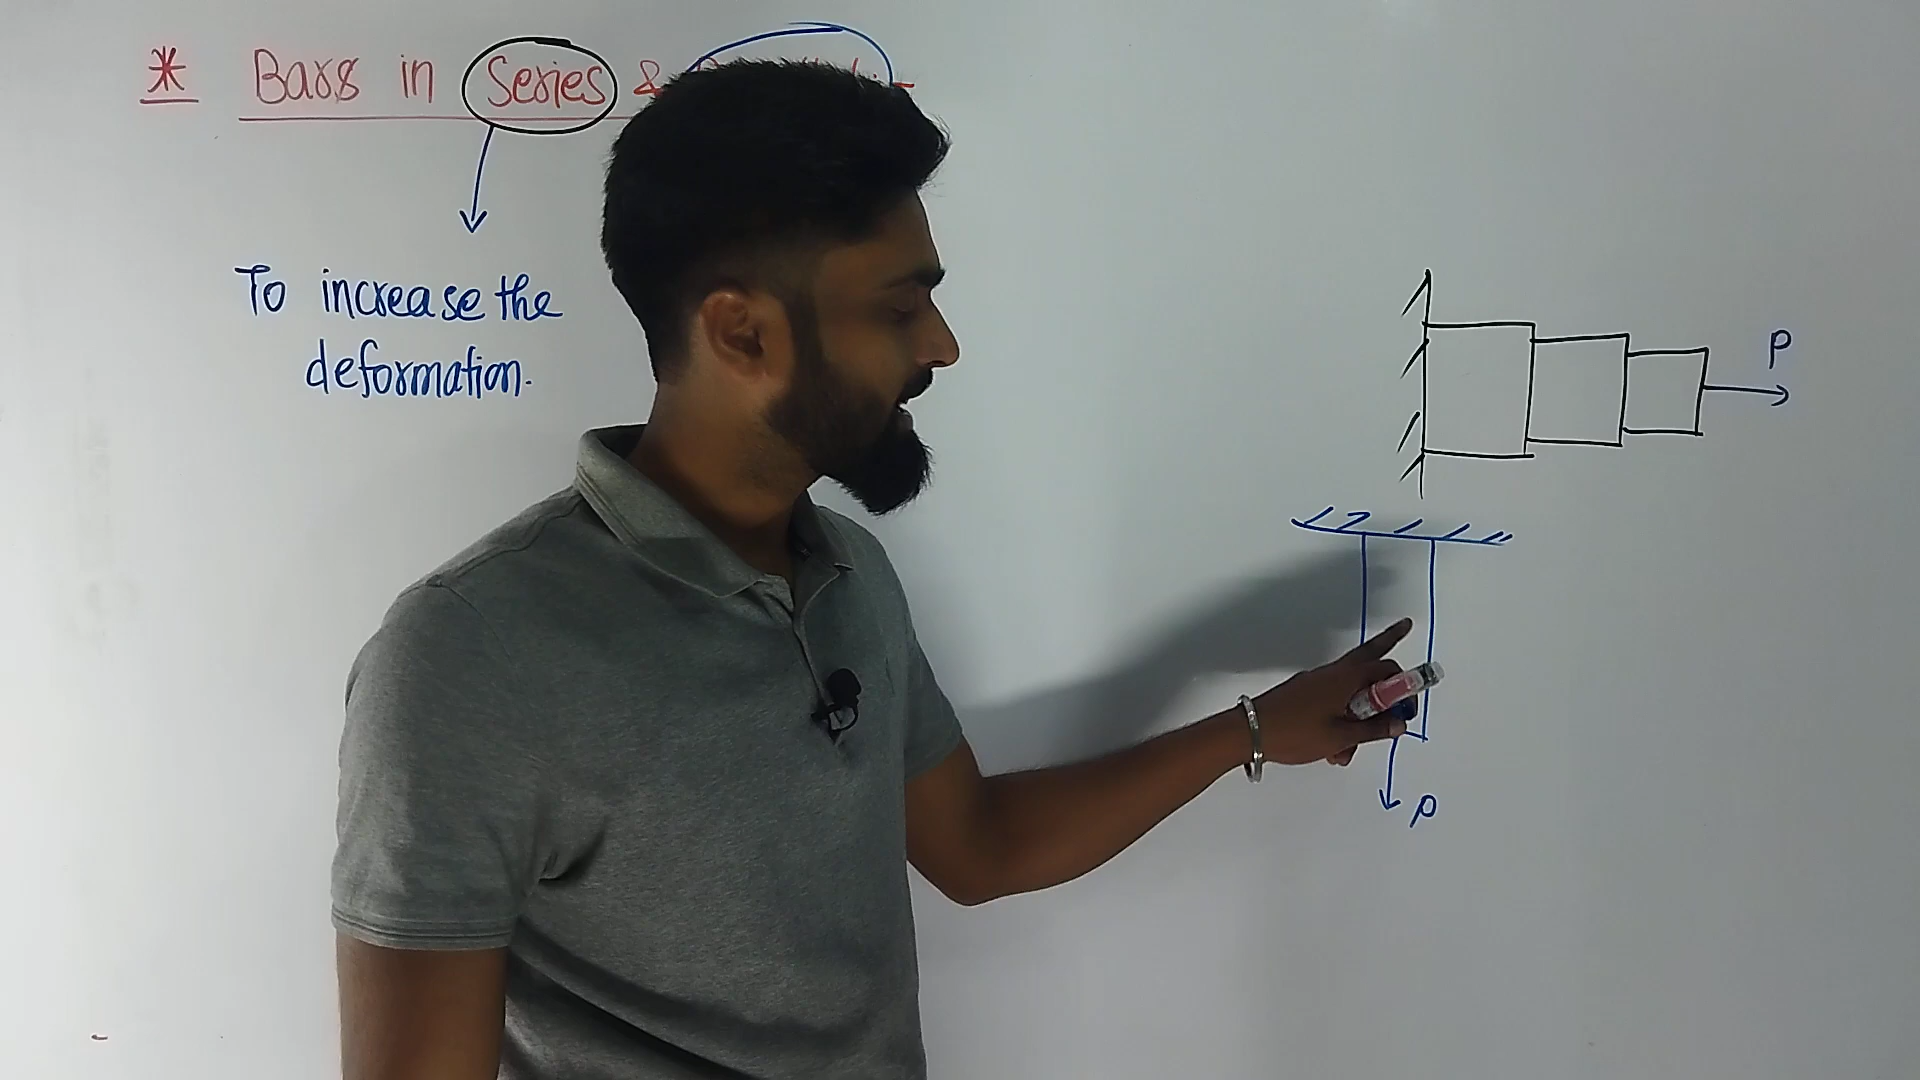 * Bars in Series &
To increase the
deformation.
P
P